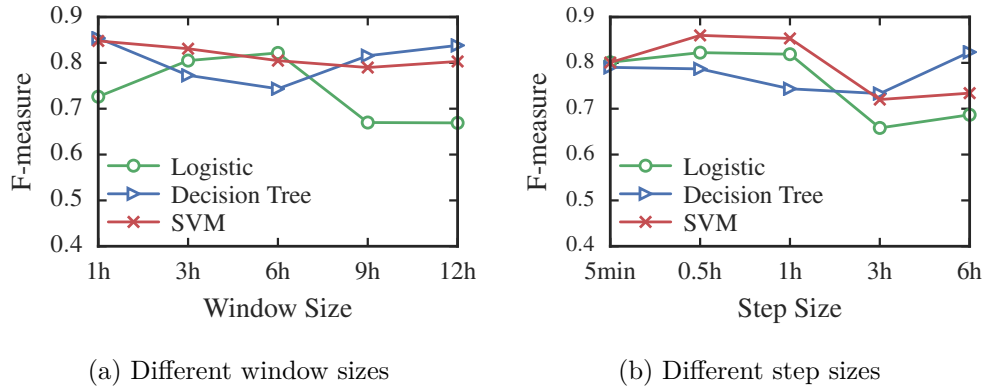 0.9
0.8
0.7
0.6
0.5
0.4
F-measure
Logistic
Decision Tree
SVM
1h 3h 6h 9h 12h
Window Size
(a) Different window sizes
0.9
0.8
0.7
0.6
0.5
0.4
F-measure
Logistic
Decision Tree
SVM
5min 0.5h 1h 3h 6h
Step Size
(b) Different step sizes